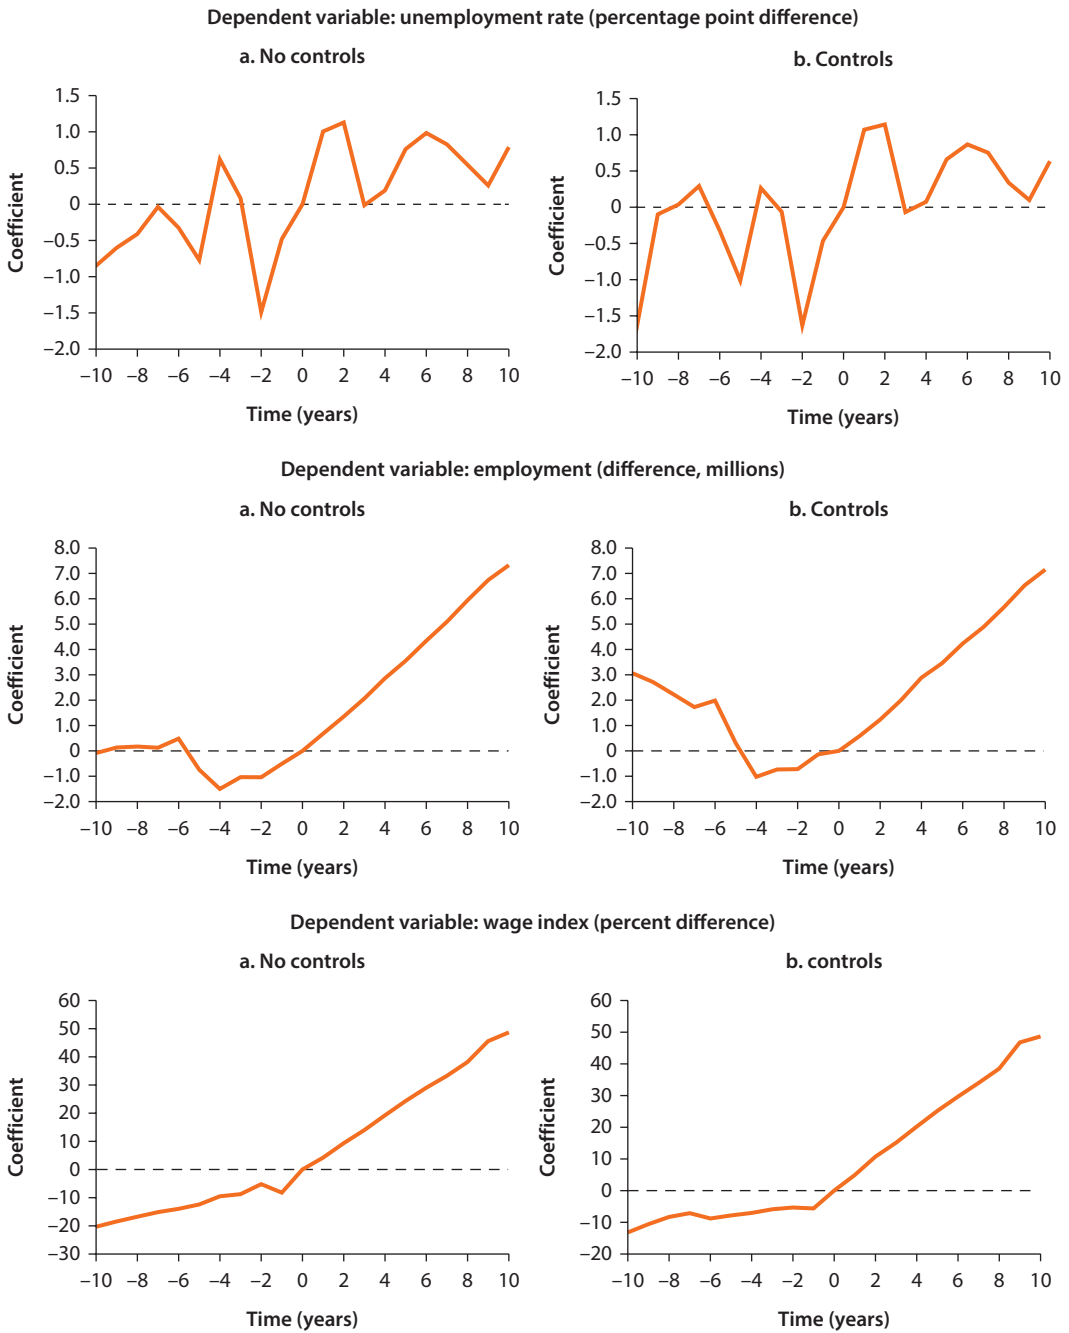 Dependent variable: unemployment rate (percentage point difference)
a. No controls
1.5
1.0
0.5
0
–0.5
–1.0
–1.5
–2.0
Coefficient
–10 –8 –6 –4 –2 0 2 4 6 8 10
Time (years)
b. Controls
1.5
1.0
0.5
0
–0.5
–1.0
–1.5
–2.0
Coefficient
–10 –8 –6 –4 –2 0 2 4 6 8 10
Time (years)
Dependent variable: employment (difference, millions)
a. No controls
8.0
7.0
6.0
5.0
4.0
3.0
2.0
1.0
0
–1.0
–2.0
Coefficient
–10 –8 –6 –4 –2 0 2 4 6 8 10
Time (years)
b. Controls
8.0
7.0
6.0
5.0
4.0
3.0
2.0
1.0
0
–1.0
–2.0
Coefficient
–10 –8 –6 –4 –2 0 2 4 6 8 10
Time (years)
Dependent variable: wage index (percent difference)
a. No controls
60
50
40
30
20
10
0
–10
–20
–30
Coefficient
–10 –8 –6 –4 –2 0 2 4 6 8 10
Time (years)
b. controls
60
50
40
30
20
10
0
–10
–20
Coefficient
–10 –8 –6 –4 –2 0 2 4 6 8 10
Time (years)